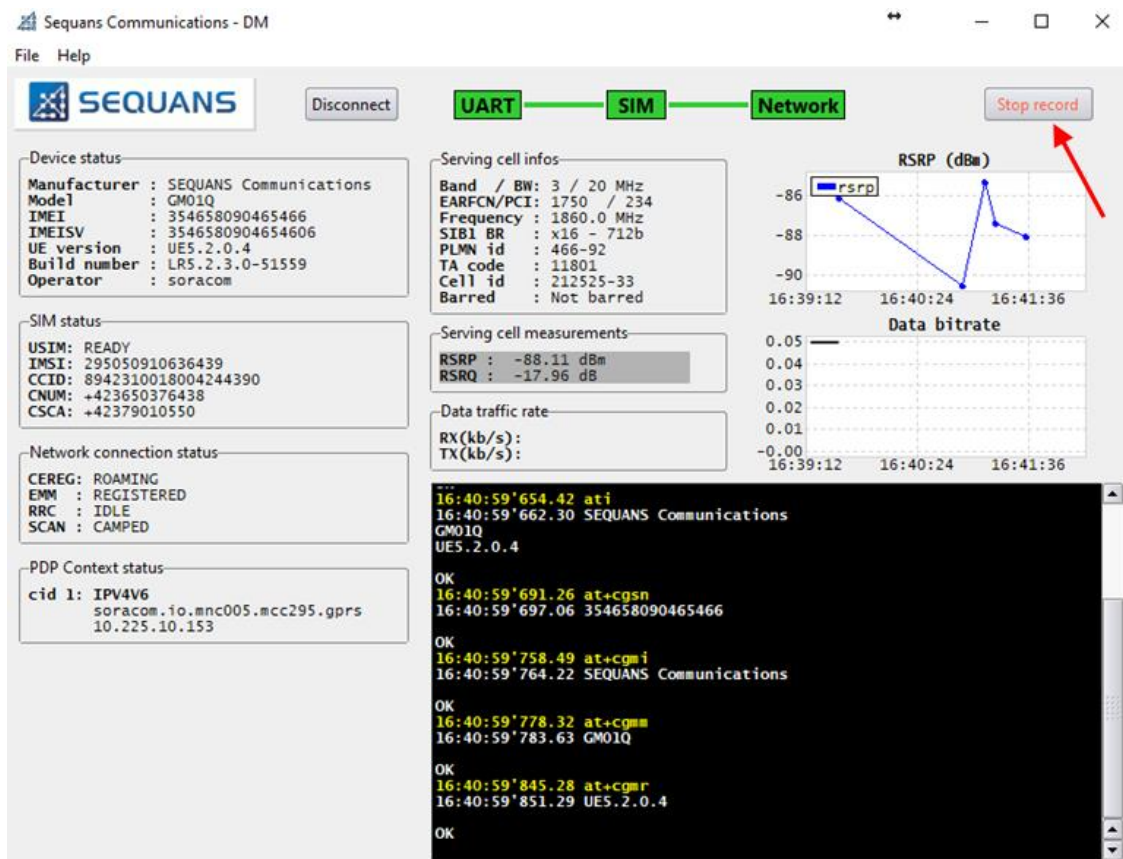 Sequans Communications - DM
File Help
SEQUANS
Disconnect
UART
SIM
Network
Stop record
Device status
Manufacturer : SEQUANS Communications
Model : GM01Q
IMEI : 354658090465466
IMEISV : 3546580904654606
UE version : UE5.2.0.4
Build number : LR5.2.3.0-51559
Operator : soracom
SIM status
USIM: READY
IMSI: 295050910636439
CCID: 8942310018004244390
CNUM: +423650376438
CSCA: +42379010550
Network connection status
CEREG: ROAMING
EMM : REGISTERED
RRC : IDLE
SCAN : CAMPED
PDP Context status
cid 1: IPV4V6
soracom.io.mnc005.mcc295.gprs
10.225.10.153
Serving cell infos
Band / BW: 3 / 20 MHz
EARFCN/PCI: 1750 / 234
Frequency : 1860.0 MHz
SIB1 BR : x16 - 712b
PLMN id : 466-92
TA code : 11801
Cell id : 212525-33
Barred : Not barred
Serving cell measurements
RSRP : -88.11 dBm
RSRQ : -17.96 dB
Data traffic rate
RX(kb/s):
TX(kb/s):
RSRP (dBm)
rsrp
-86
-88
-90
16:39:12 16:40:24 16:41:36
Data bitrate
0.05
0.04
0.03
0.02
0.01
-0.00
16:39:12 16:40:24 16:41:36
16:40:59'654.42 ati
16:40:59'662.30 SEQUANS Communications
GM01Q
UE5.2.0.4
OK
16:40:59'691.26 at+cgsn
16:40:59'697.06 354658090465466
OK
16:40:59'758.49 at+cgmi
16:40:59'764.22 SEQUANS Communications
OK
16:40:59'778.32 at+cgmm
16:40:59'783.63 GM01Q
OK
16:40:59'845.28 at+cgmr
16:40:59'851.29 UE5.2.0.4
OK